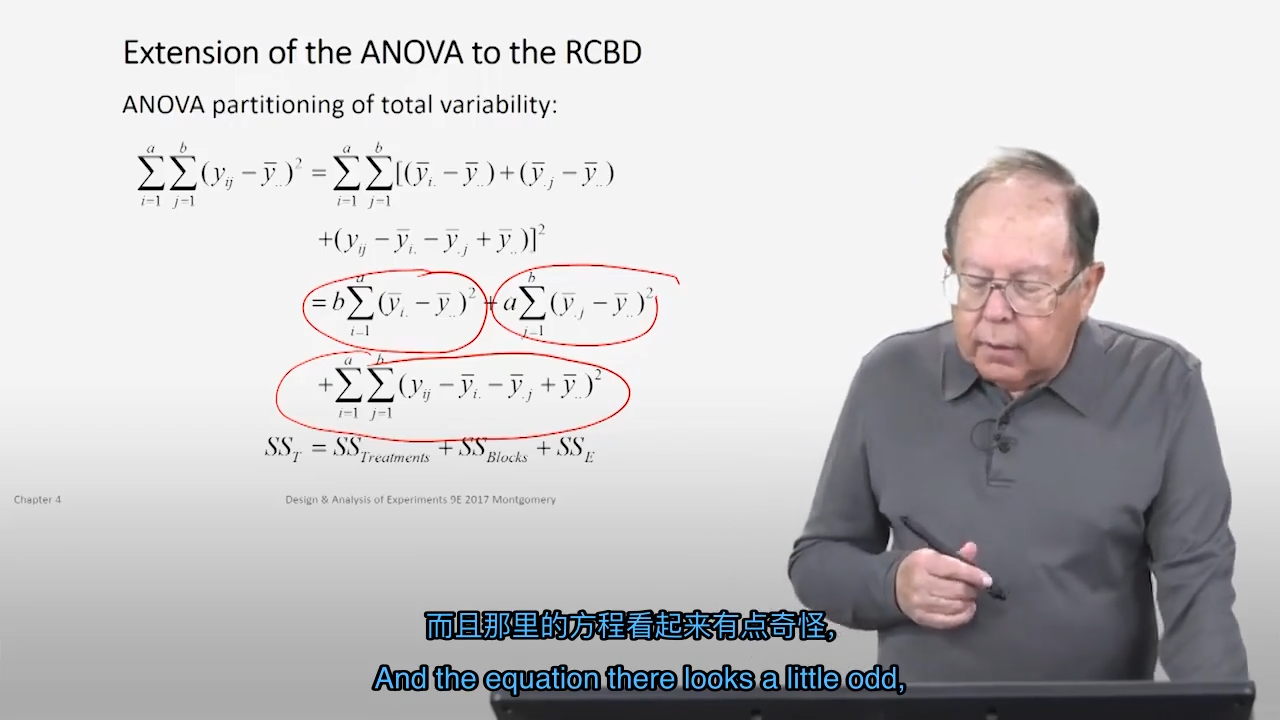 Extension of the ANOVA to the RCBD
ANOVA partitioning of total variability:
$\sum_{i=1}^{a}\sum_{j=1}^{b}(y_{ij}-\bar{y}_{..})^2=\sum_{i=1}^{a}\sum_{j=1}^{b}[(\bar{y}_{i.}-\bar{y}_{..})+(\bar{y}_{.j}-\bar{y}_{..})$
$+(y_{ij}-\bar{y}_{i.}-\bar{y}_{.j}+\bar{y}_{..})]^2$
$=b\sum_{i=1}^{a}(\bar{y}_{i.}-\bar{y}_{..})^2+a\sum_{j=1}^{b}(\bar{y}_{.j}-\bar{y}_{..})^2$
$+\sum_{i=1}^{a}\sum_{j=1}^{b}(y_{ij}-\bar{y}_{i.}-\bar{y}_{.j}+\bar{y}_{..})^2$
$SS_T=SS_{Treatments}+SS_{Blocks}+SS_E$
Chapter 4 Design & Analysis of Experiments 9E 2017 Montgomery
而且那里的方程看起来有点奇怪,
And the equation there looks a little odd,